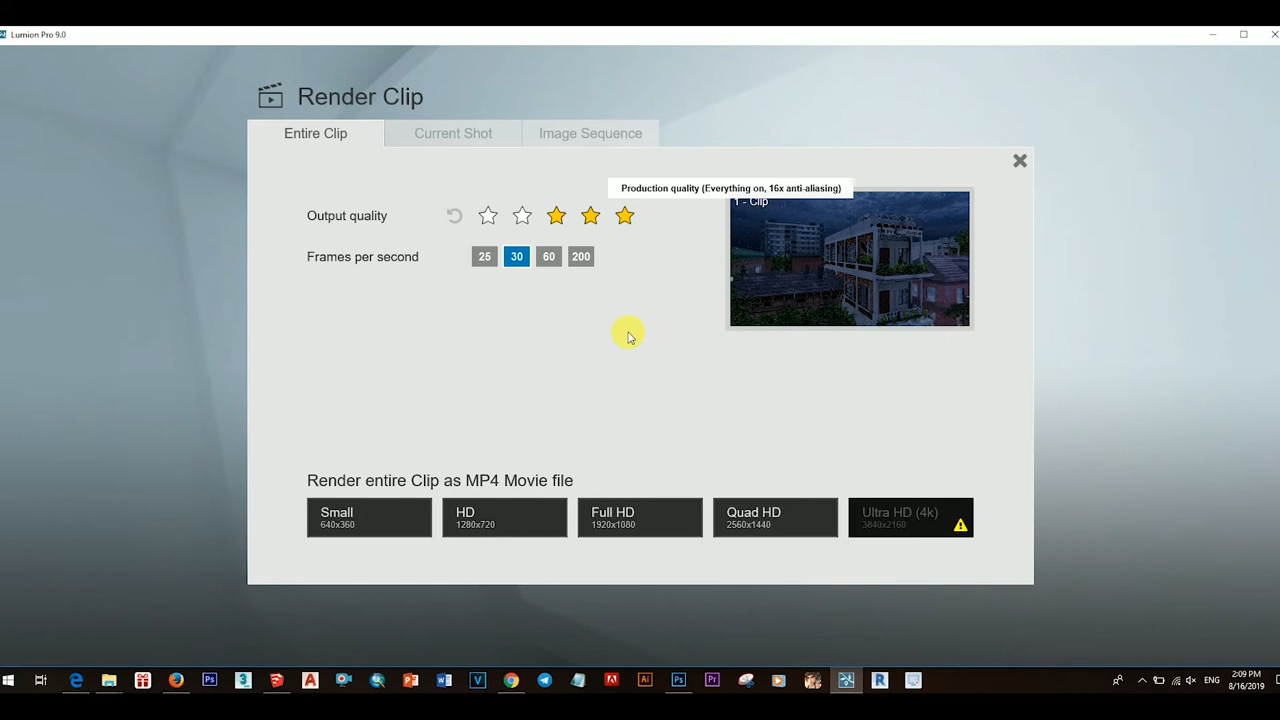 Lumion Pro 9.0
Render Clip
Entire Clip
Current Shot
Image Sequence
Production quality (Everything on, 16x anti-aliasing)
1 - Clip
Output quality
Frames per second
25
30
60
200
Render entire Clip as MP4 Movie file
Small
640x360
HD
1280x720
Full HD
1920x1080
Quad HD
2560x1440
Ultra HD (4k)
3840x2160
ENG
2:09 PM
8/16/2019